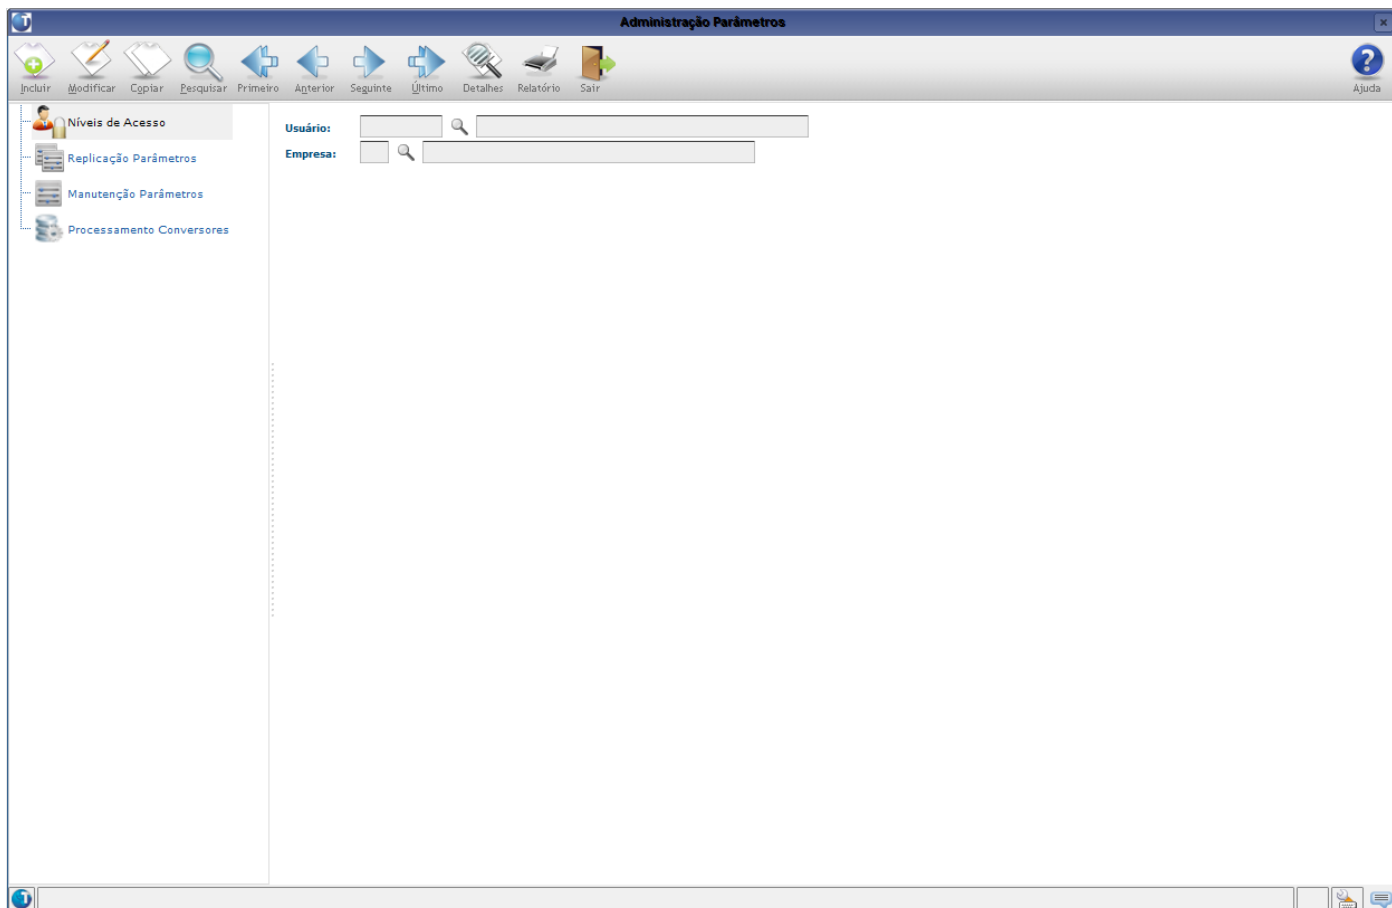 Administração Parâmetros
Incluir Modificar Copiar Pesquisar Primeiro Anterior Seguinte Último Detalhes Relatório Sair Ajuda
Níveis de Acesso
Replicação Parâmetros
Manutenção Parâmetros
Processamento Conversores
Usuário:
Empresa: